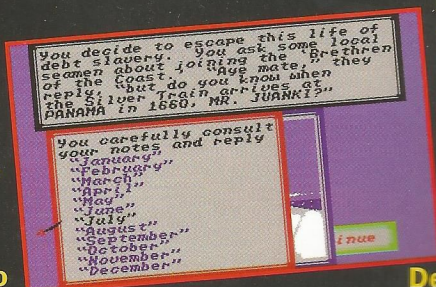 You decide to escape this life of
debt slavery. You ask some local
seamen about joining the "Brethren
of the Coast." "Aye mate," they
reply, "but do you know when
the Silver Train arrives at
PANAMA in 1660, MR. JUANKI?"
You carefully consult
your notes and reply
"January"
"February"
"March"
"April"
"May"
"June"
"July"
"August"
"September"
"October"
"November"
"December"
inue
o
De